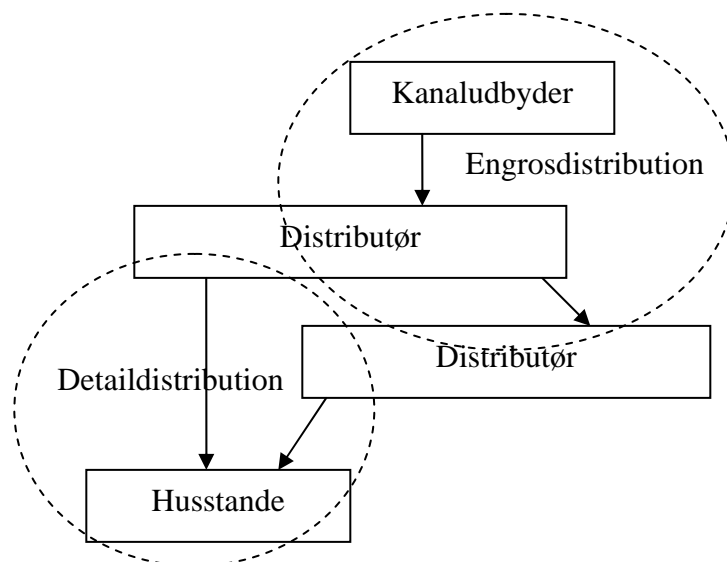 Kanaludbyder
Engrosdistribution
Distributør
Distributør
Detaildistribution
Husstande